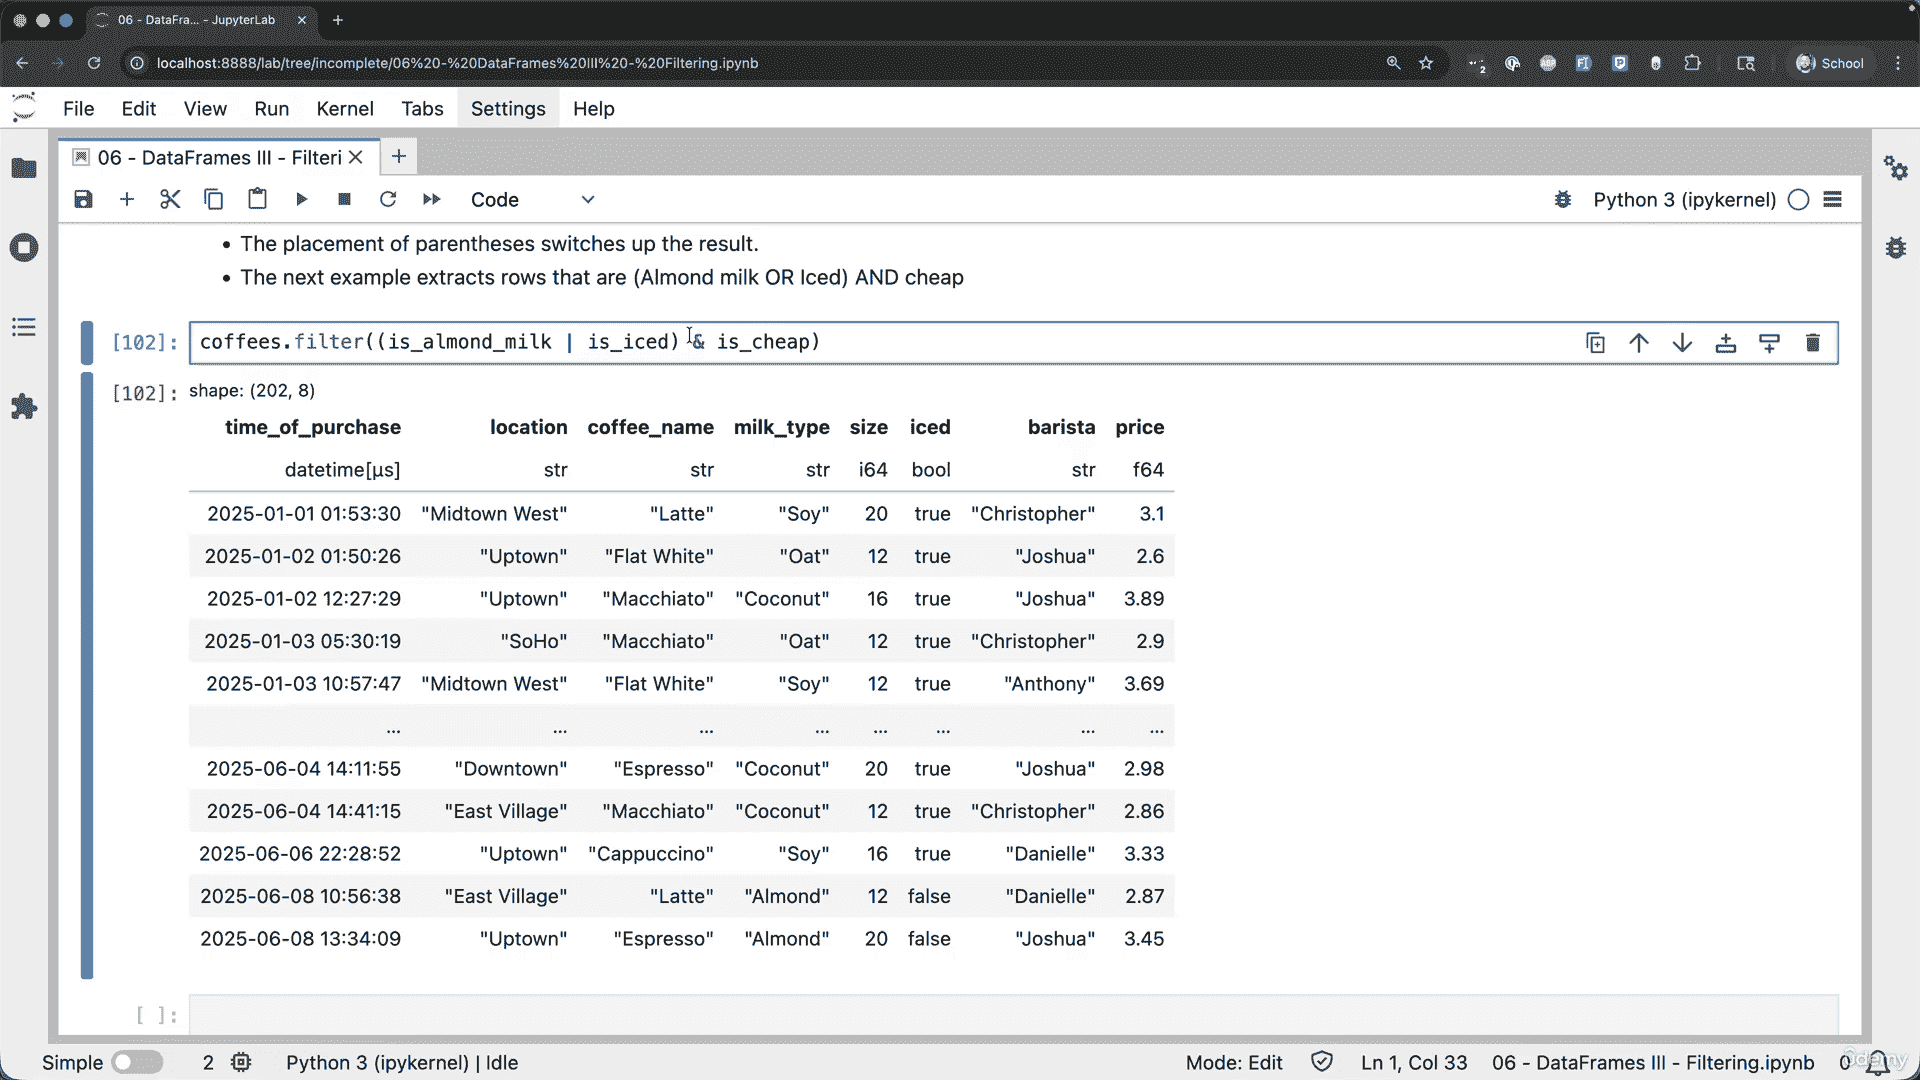 06 - DataFra... - JupyterLab
localhost:8888/lab/tree/incomplete/06%20-%20DataFrames%20III%20-%20Filtering.ipynb
2
ABP
School
File Edit View Run Kernel Tabs Settings Help
06 - DataFrames III - Filteri
Code
Python 3 (ipykernel)
• The placement of parentheses switches up the result.
• The next example extracts rows that are (Almond milk OR Iced) AND cheap
[102]: coffees.filter((is_almond_milk | is_iced) & is_cheap)
[102]: shape: (202, 8)
time_of_purchase location coffee_name milk_type size iced barista price
datetime[μs] str str str i64 bool str f64
2025-01-01 01:53:30 "Midtown West" "Latte" "Soy" 20 true "Christopher" 3.1
2025-01-02 01:50:26 "Uptown" "Flat White" "Oat" 12 true "Joshua" 2.6
2025-01-02 12:27:29 "Uptown" "Macchiato" "Coconut" 16 true "Joshua" 3.89
2025-01-03 05:30:19 "SoHo" "Macchiato" "Oat" 12 true "Christopher" 2.9
2025-01-03 10:57:47 "Midtown West" "Flat White" "Soy" 12 true "Anthony" 3.69
... ... ... ... ... ... ... ...
2025-06-04 14:11:55 "Downtown" "Espresso" "Coconut" 20 true "Joshua" 2.98
2025-06-04 14:41:15 "East Village" "Macchiato" "Coconut" 12 true "Christopher" 2.86
2025-06-06 22:28:52 "Uptown" "Cappuccino" "Soy" 16 true "Danielle" 3.33
2025-06-08 10:56:38 "East Village" "Latte" "Almond" 12 false "Danielle" 2.87
2025-06-08 13:34:09 "Uptown" "Espresso" "Almond" 20 false "Joshua" 3.45
[ ]:
Simple 2 Python 3 (ipykernel) | Idle Mode: Edit Ln 1, Col 33 06 - DataFrames III - Filtering.ipynb 0
Udemy